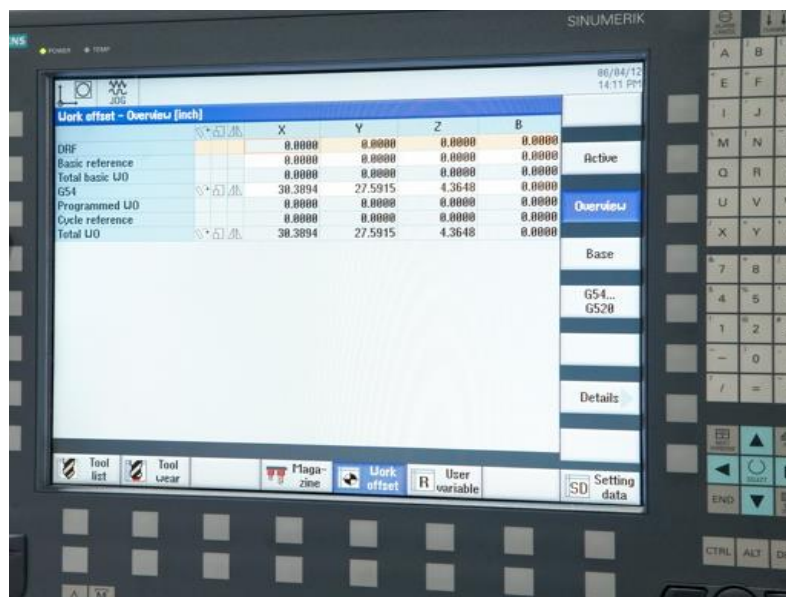 SINUMERIK
ENS
POWER TEMP
06/04/12
14:11 PM
JOG
Work offset - Overview [inch]
X Y Z B
DRF 0.0000 0.0000 0.0000 0.0000
Basic reference 0.0000 0.0000 0.0000 0.0000
Total basic WO 0.0000 0.0000 0.0000 0.0000
G54 30.3894 27.5915 4.3648 0.0000
Programmed WO 0.0000 0.0000 0.0000 0.0000
Cycle reference 0.0000 0.0000 0.0000 0.0000
Total WO 30.3894 27.5915 4.3648 0.0000
Active
Overview
Base
G54...
G520
Details
Tool
list
Tool
wear
Maga-
zine
Work
offset
R User
variable
SD Setting
data
ALARM
CANCEL
A B
E F
I J
M N
Q R
U V
X Y
7 8
4 5
1 2
- 0
/ =
SELECT
END
CTRL ALT
A M